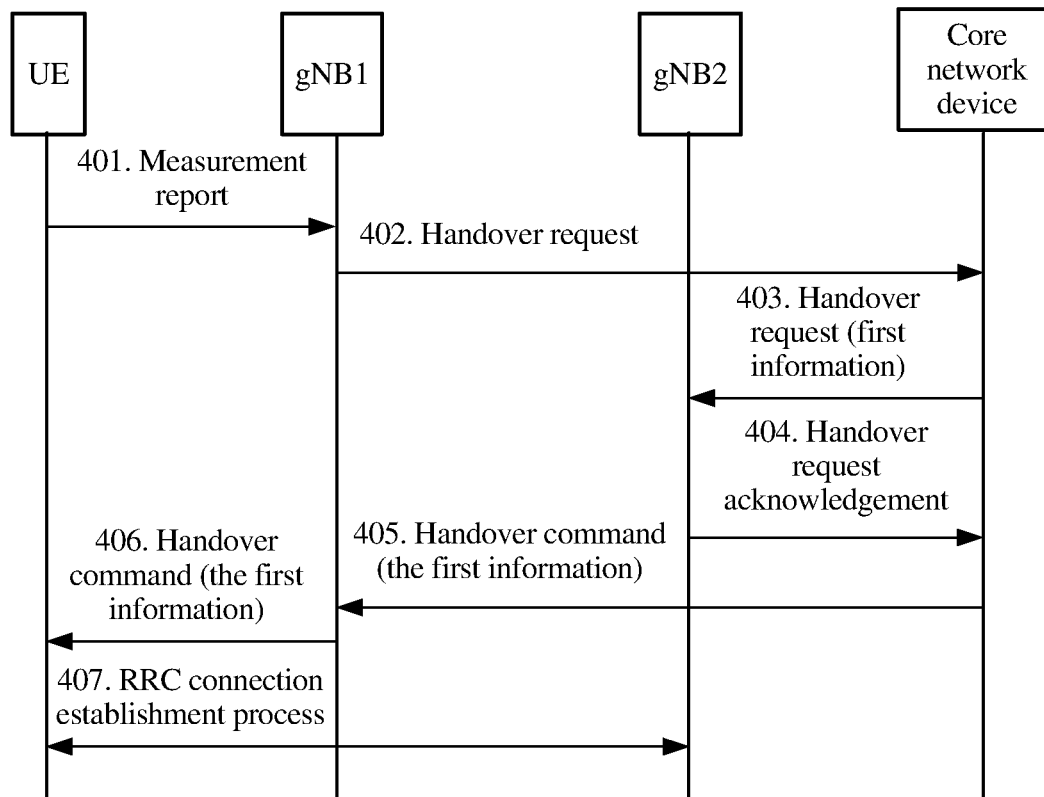 UE
gNB1
gNB2
Core
network
device
401. Measurement
report
402. Handover request
403. Handover
request (first
information)
404. Handover
request
acknowledgement
405. Handover command
(the first information)
406. Handover
command (the first
information)
407. RRC connection
establishment process